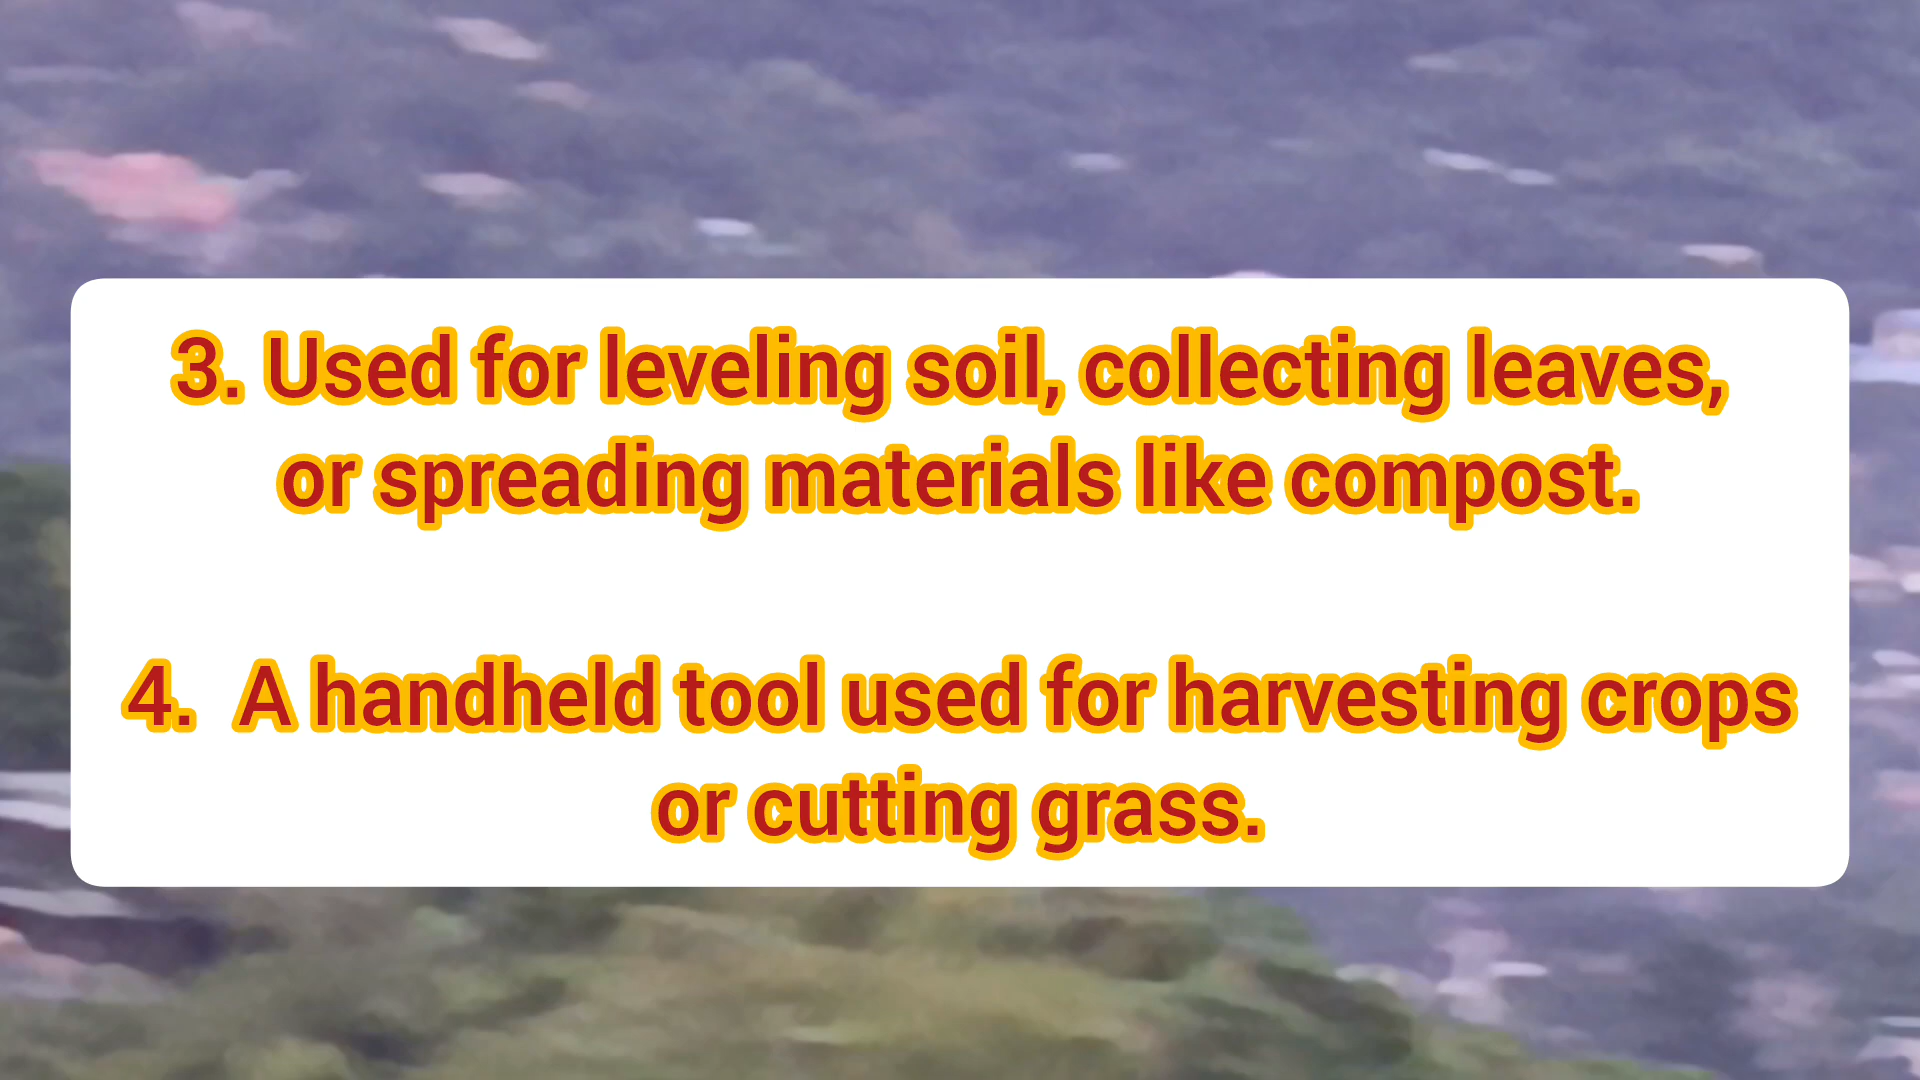 3. Used for leveling soil, collecting leaves,
or spreading materials like compost.
4. A handheld tool used for harvesting crops
or cutting grass.